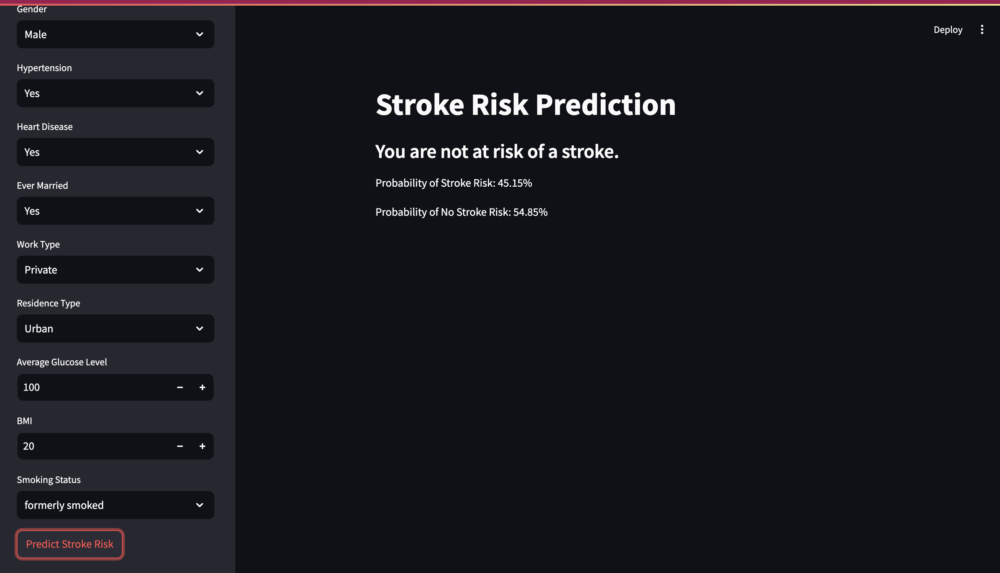 Gender
Male
Hypertension
Yes
Heart Disease
Yes
Ever Married
Yes
Work Type
Private
Residence Type
Urban
Average Glucose Level
100
BMI
20
Smoking Status
formerly smoked
Predict Stroke Risk
Deploy
Stroke Risk Prediction
You are not at risk of a stroke.
Probability of Stroke Risk: 45.15%
Probability of No Stroke Risk: 54.85%